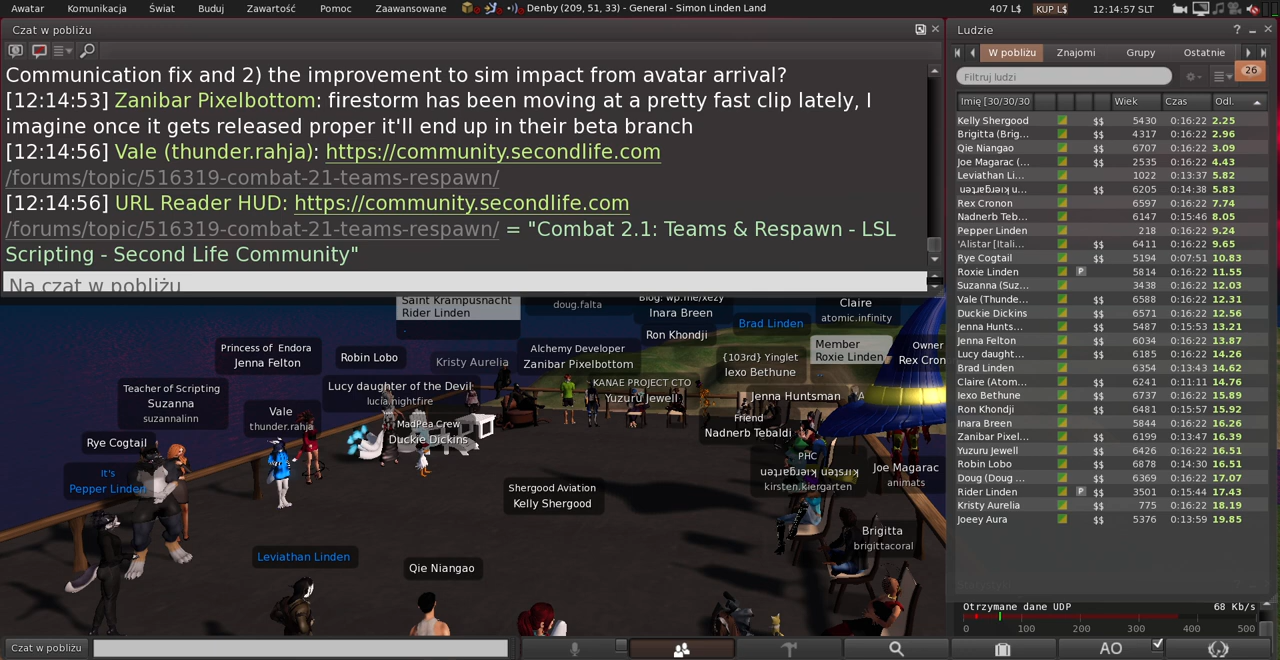 Awatar Komunikacja Świat Buduj Zawartość Pomoc Zaawansowane Denby (209, 51, 33) - General - Simon Linden Land 407 L$ KUP L$ 12:14:57 SLT
Czat w pobliżu
Communication fix and 2) the improvement to sim impact from avatar arrival?
[12:14:53] Zanibar Pixelbottom: firestorm has been moving at a pretty fast clip lately, I
imagine once it gets released proper it'll end up in their beta branch
[12:14:56] Vale (thunder.rahja): https://community.secondlife.com
/forums/topic/516319-combat-21-teams-respawn/
[12:14:56] URL Reader HUD: https://community.secondlife.com
/forums/topic/516319-combat-21-teams-respawn/ = "Combat 2.1: Teams & Respawn - LSL
Scripting - Second Life Community"
Na czat w pobliżu
Saint Krampusnacht
Rider Linden
doug.falta
Blog: wp.me/xezy
Inara Breen
Claire
atomic.infinity
Brad Linden
Ron Khondji
Princess of Endora
Jenna Felton
Robin Lobo
Kristy Aurelia
Alchemy Developer
Zanibar Pixelbottom
{103rd} Yinglet
Iexo Bethune
Member
Roxie Linden
Owner
Rex Cron
Teacher of Scripting
Suzanna
suzannalinn
Lucy daughter of the Devil
lucia.nightfire
KANAE PROJECT CTO
Yuzuru Jewell
Jenna Huntsman
A
Vale
thunder.rahja
MadPea Crew
Duckie Dickins
Friend
Nadnerb Tebaldi
Rye Cogtail
It's
Pepper Linden
PHC
kirsten.kiergarten
Joe Magarac
animats
Shergood Aviation
Kelly Shergood
Brigitta
brigittacoral
Leviathan Linden
Qie Niangao
Czat w pobliżu
Ludzie
W pobliżu Znajomi Grupy Ostatnie
Filtruj ludzi
26
Imię [30/30/30 Wiek Czas Odl.
Kelly Shergood $$ 5430 0:16:22 2.25
Brigitta (Brig... $$ 4317 0:16:22 2.96
Qie Niangao $$ 6707 0:16:22 3.09
Joe Magarac (... $$ 2535 0:16:22 4.43
Leviathan Li... 1022 0:13:37 5.82
$$ 6205 0:14:38 5.83
Rex Cronon 6597 0:16:22 7.74
Nadnerb Teb... 6147 0:15:46 8.05
Pepper Linden 218 0:16:22 9.24
'Alistar [Itali... $$ 6411 0:16:22 9.65
Rye Cogtail $$ 5194 0:07:51 10.83
Roxie Linden P 5814 0:16:22 11.55
Suzanna (Suz... 3438 0:16:22 12.03
Vale (Thunde... $$ 6588 0:16:22 12.31
Duckie Dickins $$ 6571 0:16:22 12.56
Jenna Hunts... $$ 5487 0:15:53 13.21
Jenna Felton $$ 6034 0:16:22 13.87
Lucy daught... $$ 6185 0:16:22 14.26
Brad Linden 6354 0:13:43 14.62
Claire (Atom... $$ 6241 0:11:11 14.76
Iexo Bethune $$ 6737 0:16:22 15.89
Ron Khondji $$ 6481 0:15:57 15.92
Inara Breen 5844 0:16:22 16.26
Zanibar Pixel... $$ 6199 0:13:47 16.39
Yuzuru Jewell $$ 6426 0:16:22 16.51
Robin Lobo $$ 6878 0:14:30 16.51
Doug (Doug ... $$ 6369 0:16:22 17.07
Rider Linden P $$ 3501 0:15:44 17.43
Kristy Aurelia $$ 775 0:16:22 18.19
Joeey Aura $$ 5376 0:13:59 19.85
Otrzymane dane UDP 68 Kb/s
0 100 200 300 400 500
AO